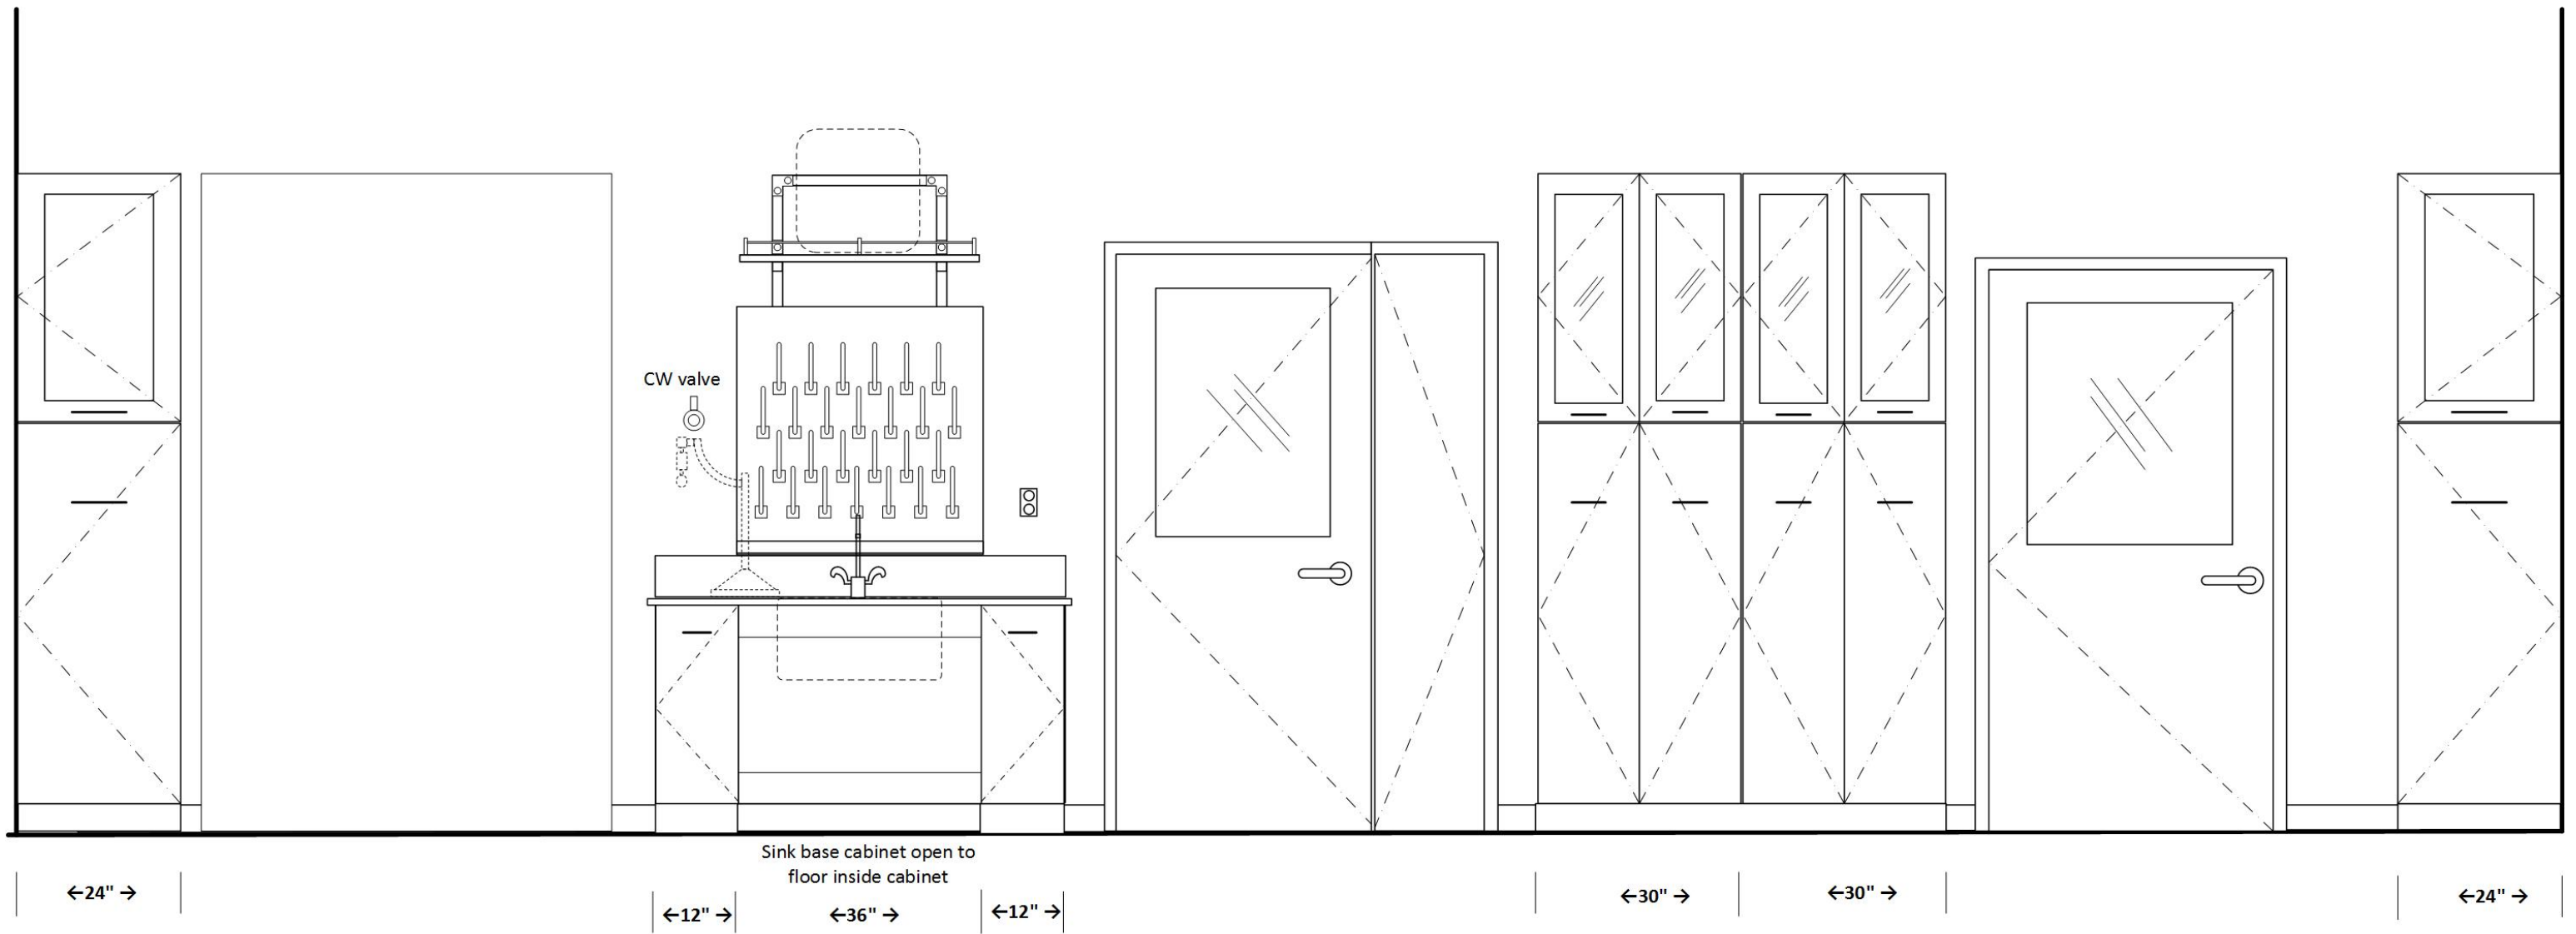 CW valve
Sink base cabinet open to
floor inside cabinet
←24" →
←12" →
←36" →
←12" →
←30" →
←30" →
←24" →